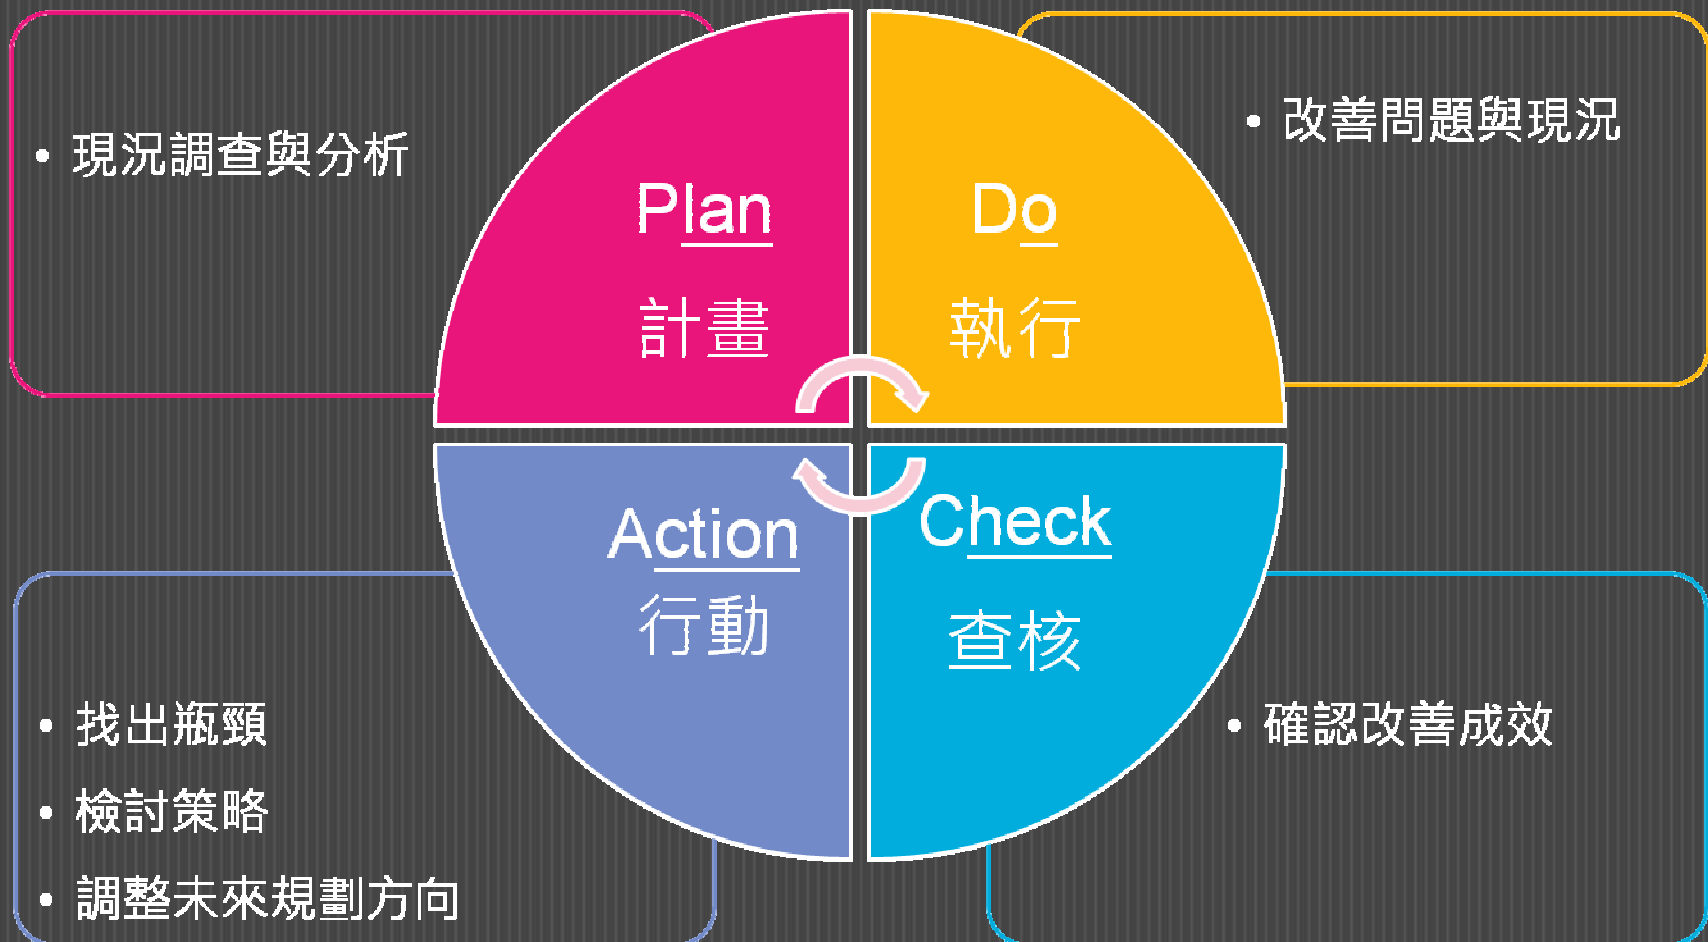 • 現況調查與分析
Plan
計畫
Do
執行
• 改善問題與現況
Action
行動
• 找出瓶頸
• 檢討策略
• 調整未來規劃方向
Check
查核
• 確認改善成效